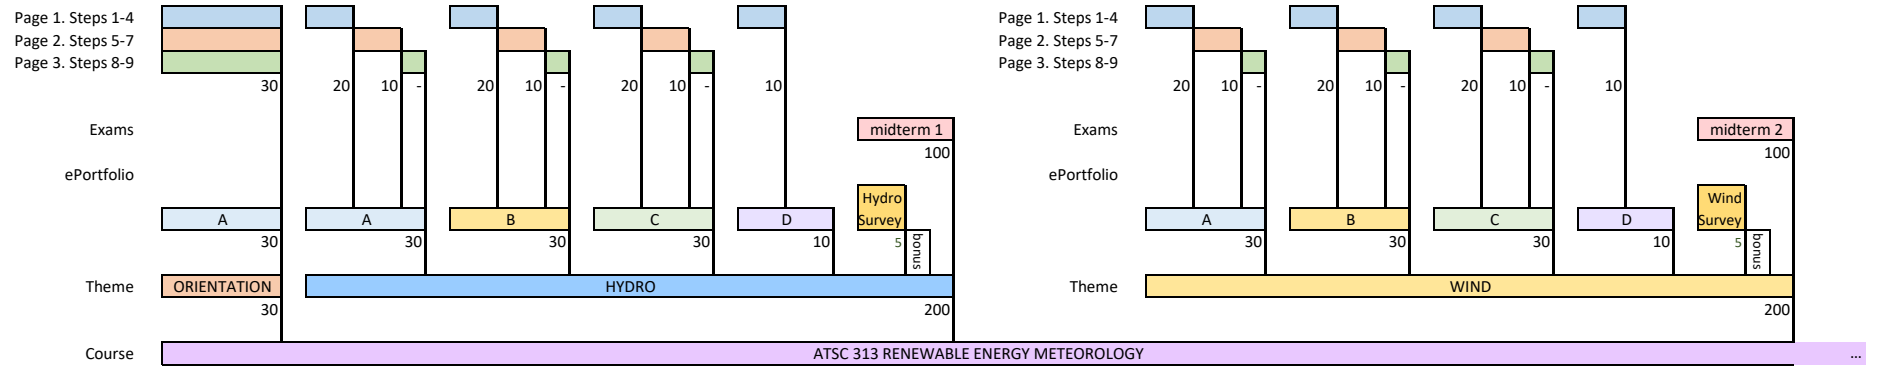 Page 1. Steps 1-4
Page 2. Steps 5-7
Page 3. Steps 8-9
30 20 10 - 20 10 - 20 10 - 10
Exams midterm 1
100
ePortfolio
Hydro
A A B C D Survey
30 30 30 30 10 5 bonus
Theme ORIENTATION HYDRO
30 200
Page 1. Steps 1-4
Page 2. Steps 5-7
Page 3. Steps 8-9
20 10 - 20 10 - 20 10 - 10
Exams midterm 2
100
ePortfolio
Wind
A B C D Survey
30 30 30 10 5 bonus
Theme WIND
200
Course ATSC 313 RENEWABLE ENERGY METEOROLOGY ...